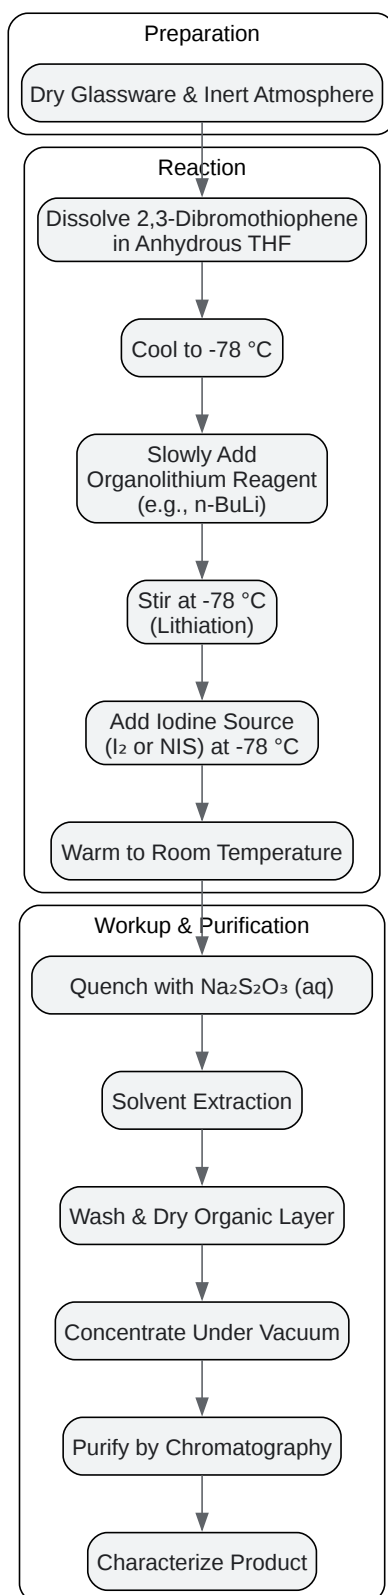 Preparation
Dry Glassware & Inert Atmosphere
Reaction
Dissolve 2,3-Dibromothiophene
in Anhydrous THF
Cool to -78 °C
Slowly Add
Organolithium Reagent
(e.g., n-BuLi)
Stir at -78 °C
(Lithiation)
Add Iodine Source
(I₂ or NIS) at -78 °C
Warm to Room Temperature
Workup & Purification
Quench with Na₂S₂O₃ (aq)
Solvent Extraction
Wash & Dry Organic Layer
Concentrate Under Vacuum
Purify by Chromatography
Characterize Product